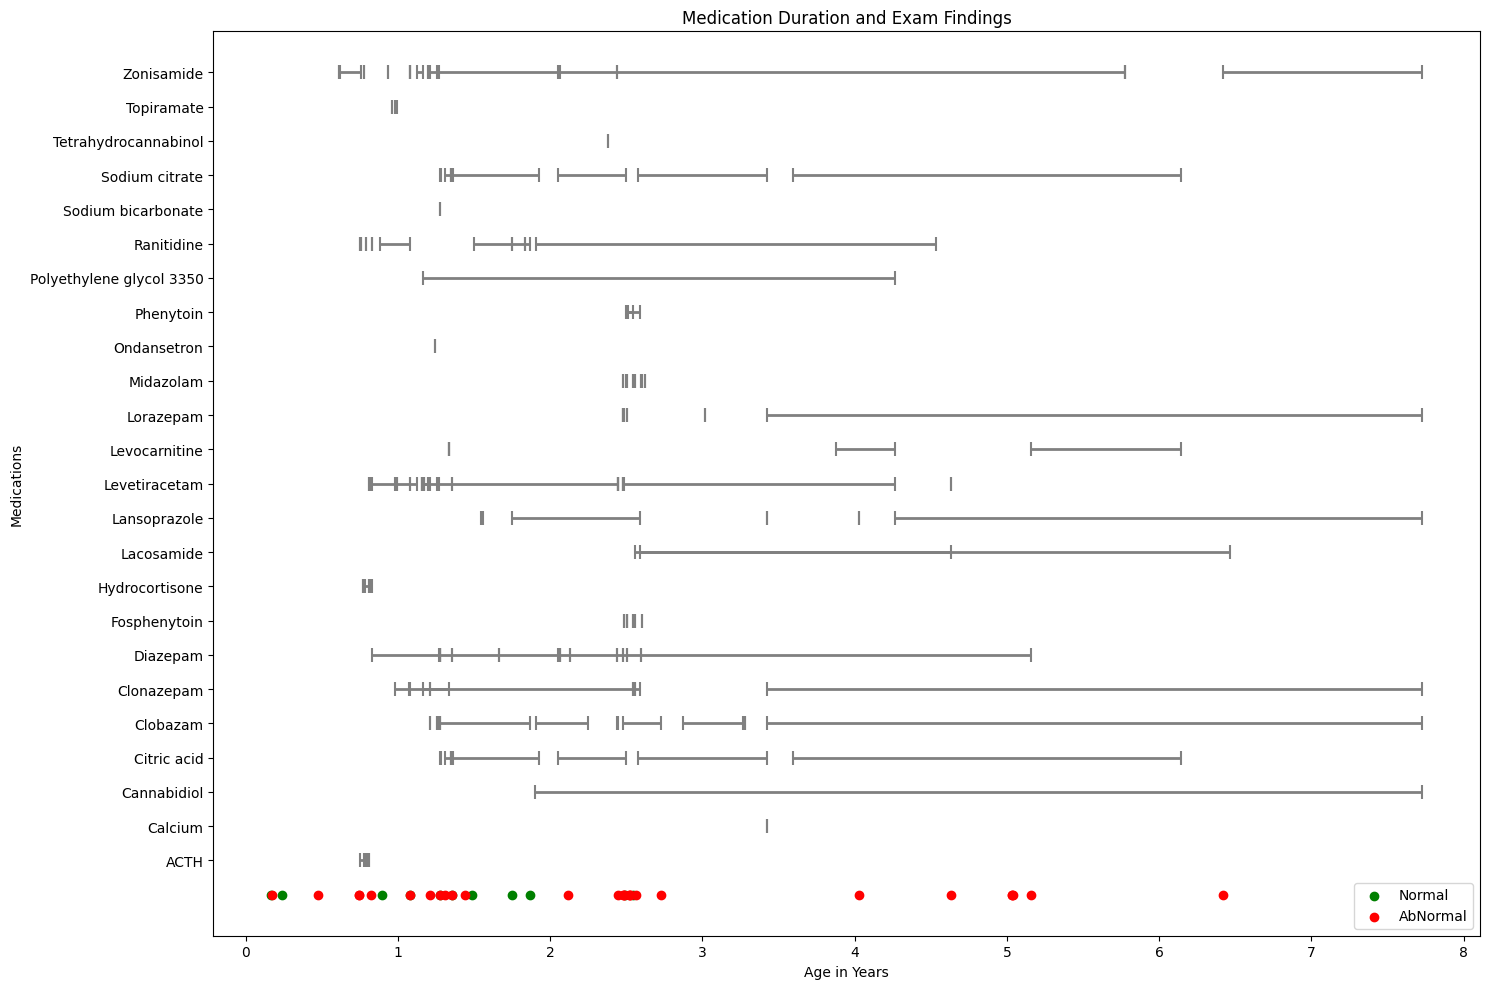 Medication Duration and Exam Findings
Zonisamide
Topiramate
Tetrahydrocannabinol
Sodium citrate
Sodium bicarbonate
Ranitidine
Polyethylene glycol 3350
Phenytoin
Ondansetron
Midazolam
Lorazepam
Levocarnitine
Levetiracetam
Lansoprazole
Lacosamide
Hydrocortisone
Fosphenytoin
Diazepam
Clonazepam
Clobazam
Citric acid
Cannabidiol
Calcium
ACTH
Medications
Normal
AbNormal
0 1 2 3 4 5 6 7 8
Age in Years